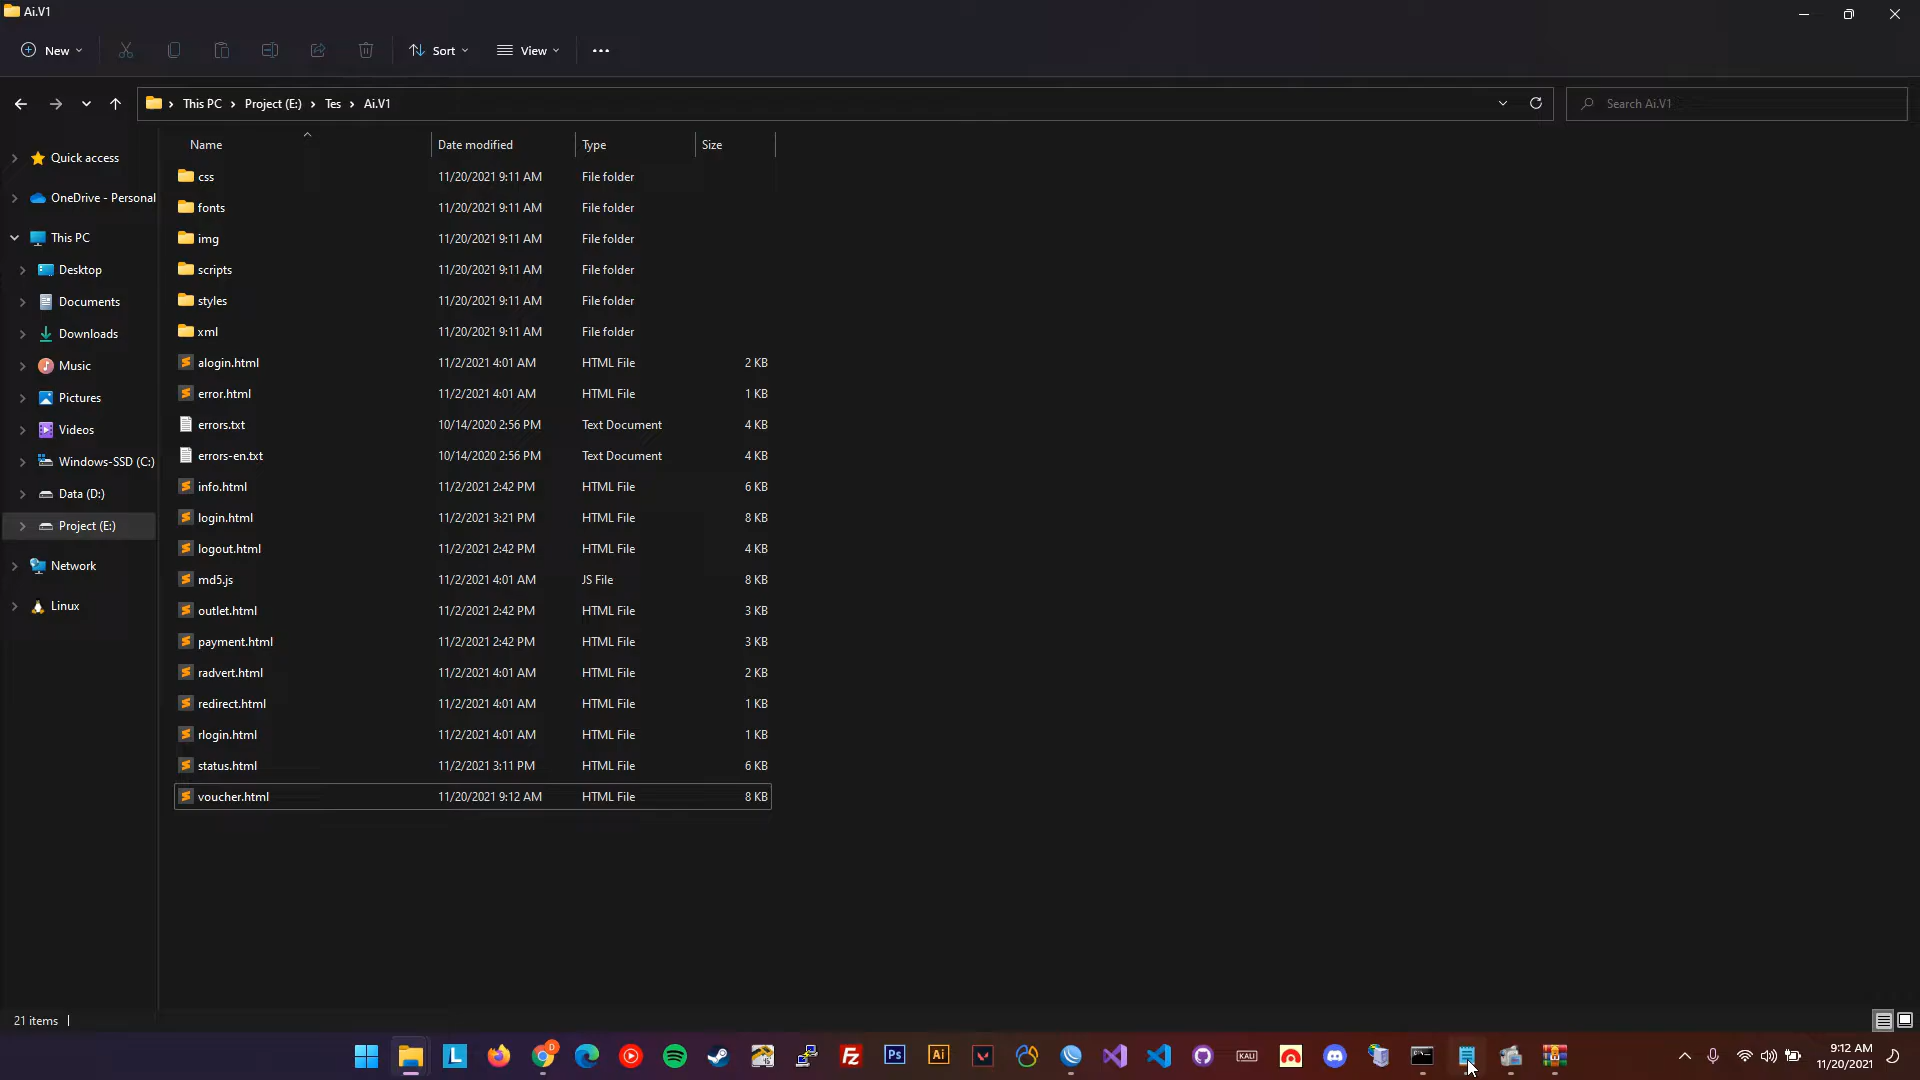 Ai.V1
New
Sort
View
This PC
Project (E:)
Tes
Ai.V1
Search Ai.V1
Quick access
OneDrive - Personal
This PC
Desktop
Documents
Downloads
Music
Pictures
Videos
Windows-SSD (C:)
Data (D:)
Project (E:)
Network
Linux
Name Date modified Type Size
css 11/20/2021 9:11 AM File folder
fonts 11/20/2021 9:11 AM File folder
img 11/20/2021 9:11 AM File folder
scripts 11/20/2021 9:11 AM File folder
styles 11/20/2021 9:11 AM File folder
xml 11/20/2021 9:11 AM File folder
alogin.html 11/2/2021 4:01 AM HTML File 2 KB
error.html 11/2/2021 4:01 AM HTML File 1 KB
errors.txt 10/14/2020 2:56 PM Text Document 4 KB
errors-en.txt 10/14/2020 2:56 PM Text Document 4 KB
info.html 11/2/2021 2:42 PM HTML File 6 KB
login.html 11/2/2021 3:21 PM HTML File 8 KB
logout.html 11/2/2021 2:42 PM HTML File 4 KB
md5.js 11/2/2021 4:01 AM JS File 8 KB
outlet.html 11/2/2021 2:42 PM HTML File 3 KB
payment.html 11/2/2021 2:42 PM HTML File 3 KB
radvert.html 11/2/2021 4:01 AM HTML File 2 KB
redirect.html 11/2/2021 4:01 AM HTML File 1 KB
rlogin.html 11/2/2021 4:01 AM HTML File 1 KB
status.html 11/2/2021 3:11 PM HTML File 6 KB
voucher.html 11/20/2021 9:12 AM HTML File 8 KB
21 items
L
D
Fz
Ps
Ai
KALI
9:12 AM
11/20/2021